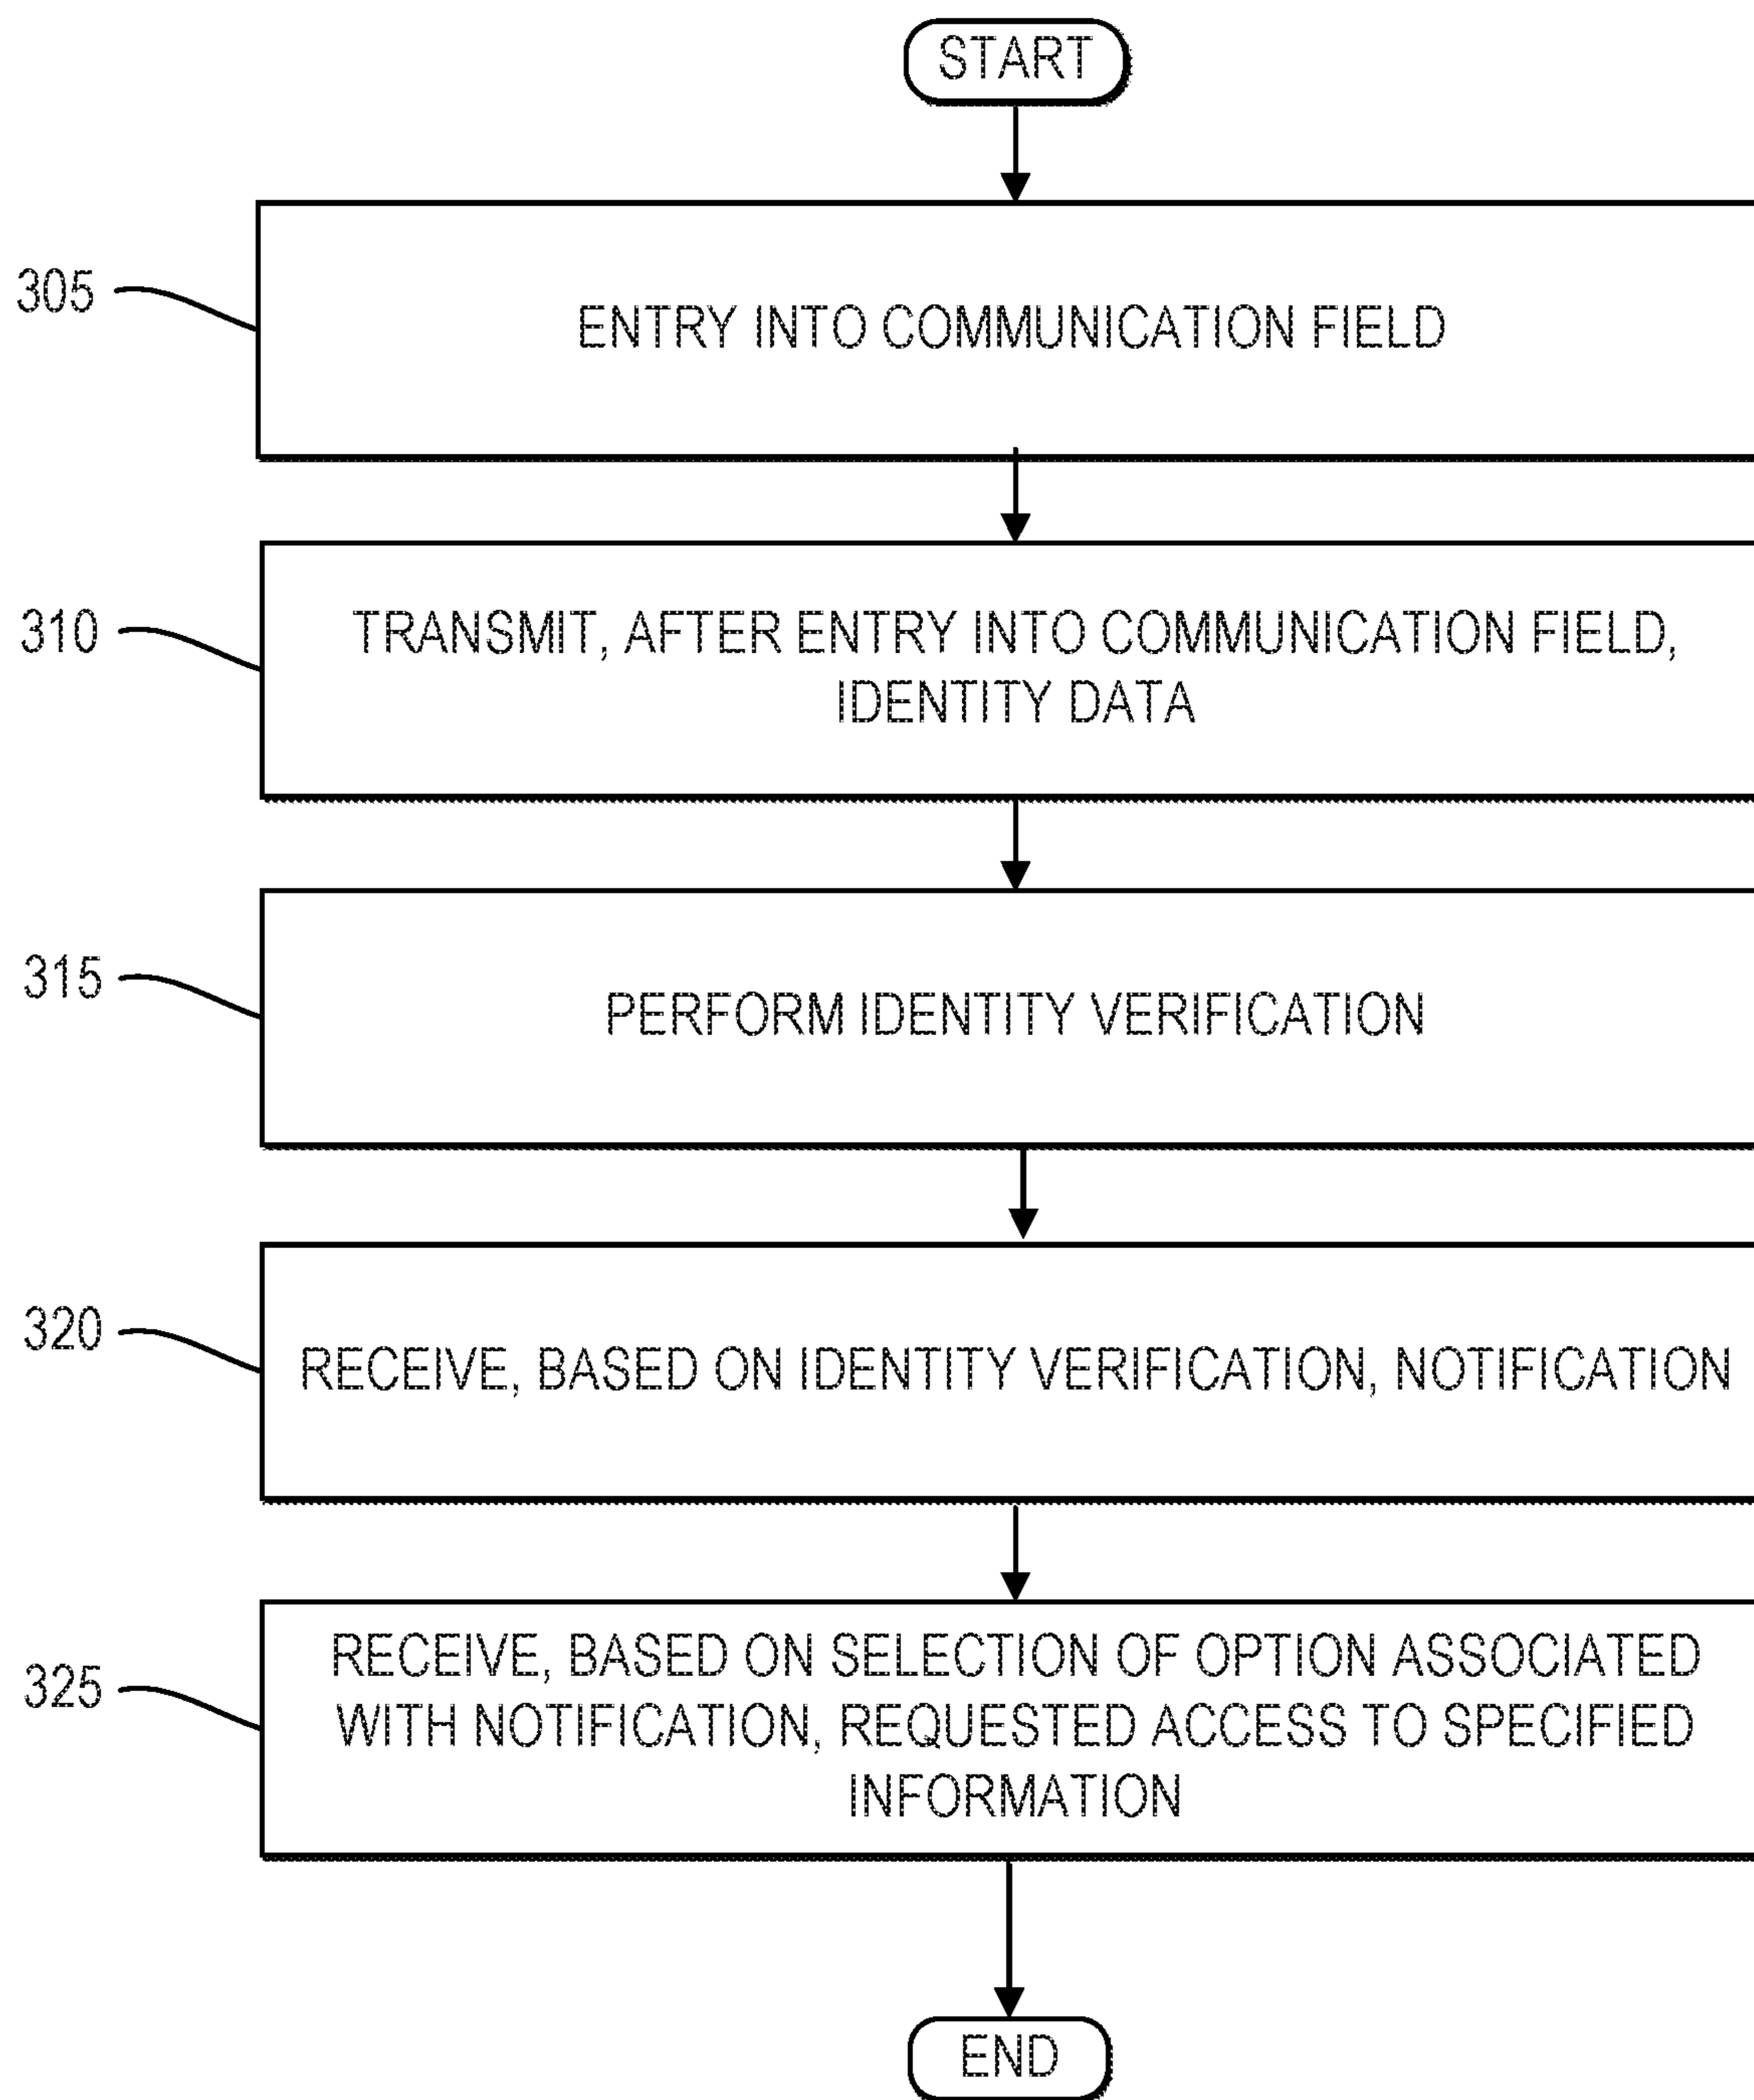 START
305
ENTRY INTO COMMUNICATION FIELD
310
TRANSMIT, AFTER ENTRY INTO COMMUNICATION FIELD,
IDENTITY DATA
315
PERFORM IDENTITY VERIFICATION
320
RECEIVE, BASED ON IDENTITY VERIFICATION, NOTIFICATION
325
RECEIVE, BASED ON SELECTION OF OPTION ASSOCIATED
WITH NOTIFICATION, REQUESTED ACCESS TO SPECIFIED
INFORMATION
END